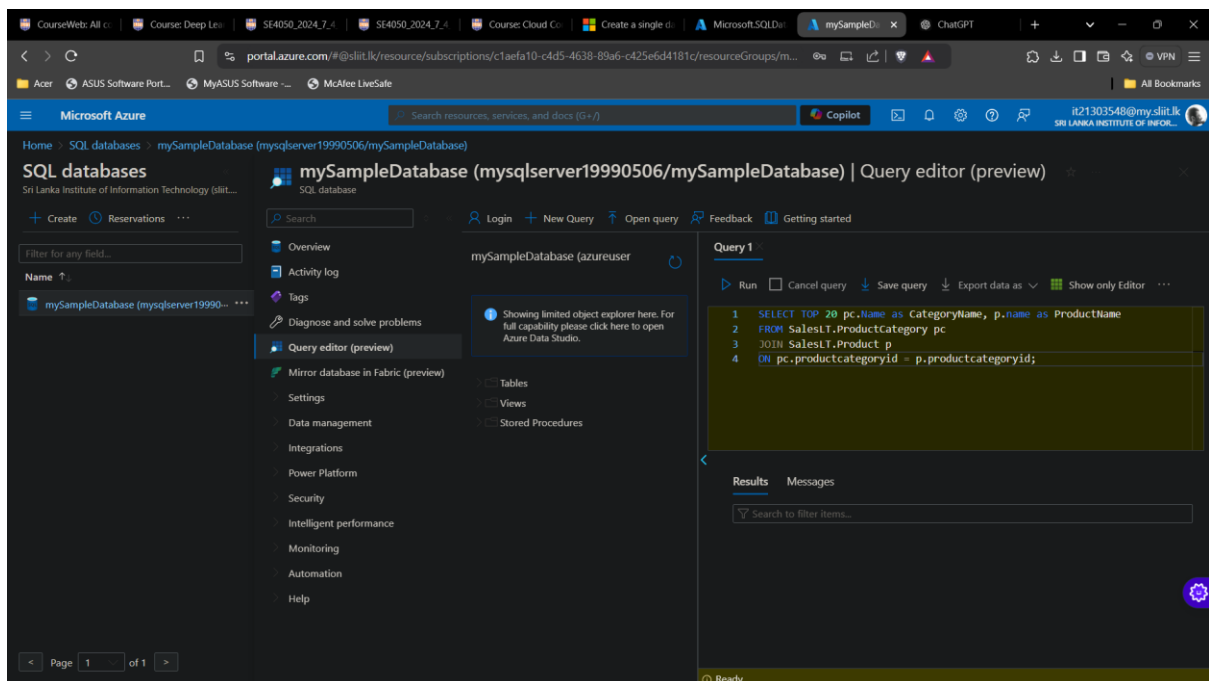 CourseWeb: All cc
Course: Deep Lea
SE4050_2024_7_4
SE4050_2024_7_4
Course: Cloud Co
Create a single da
Microsoft.SQLDat
mySampleDa
ChatGPT
portal.azure.com/#@sliit.lk/resource/subscriptions/c1aefa10-c4d5-4638-89a6-c425e6d4181c/resourceGroups/m...
VPN
Acer
ASUS Software Port...
MyASUS Software -...
McAfee LiveSafe
All Bookmarks
Microsoft Azure
Search resources, services, and docs (G+/)
Copilot
it21303548@my.sliit.lk
SRI LANKA INSTITUTE OF INFOR...
Home > SQL databases > mySampleDatabase (mysqlserver19990506/mySampleDatabase)
SQL databases
Sri Lanka Institute of Information Technology (sliit....
Create
Reservations
Filter for any field...
Name ↑
mySampleDatabase (mysqlserver19990...
Page 1 of 1
mySampleDatabase (mysqlserver19990506/mySampleDatabase) | Query editor (preview)
SQL database
Search
Overview
Activity log
Tags
Diagnose and solve problems
Query editor (preview)
Mirror database in Fabric (preview)
Settings
Data management
Integrations
Power Platform
Security
Intelligent performance
Monitoring
Automation
Help
Login
New Query
Open query
Feedback
Getting started
mySampleDatabase (azureuser
Showing limited object explorer here. For
full capability please click here to open
Azure Data Studio.
Tables
Views
Stored Procedures
Query 1
Run
Cancel query
Save query
Export data as
Show only Editor
1 SELECT TOP 20 pc.Name as CategoryName, p.name as ProductName
2 FROM SalesLT.ProductCategory pc
3 JOIN SalesLT.Product p
4 ON pc.productcategoryid = p.productcategoryid;
Results
Messages
Search to filter items...
Ready